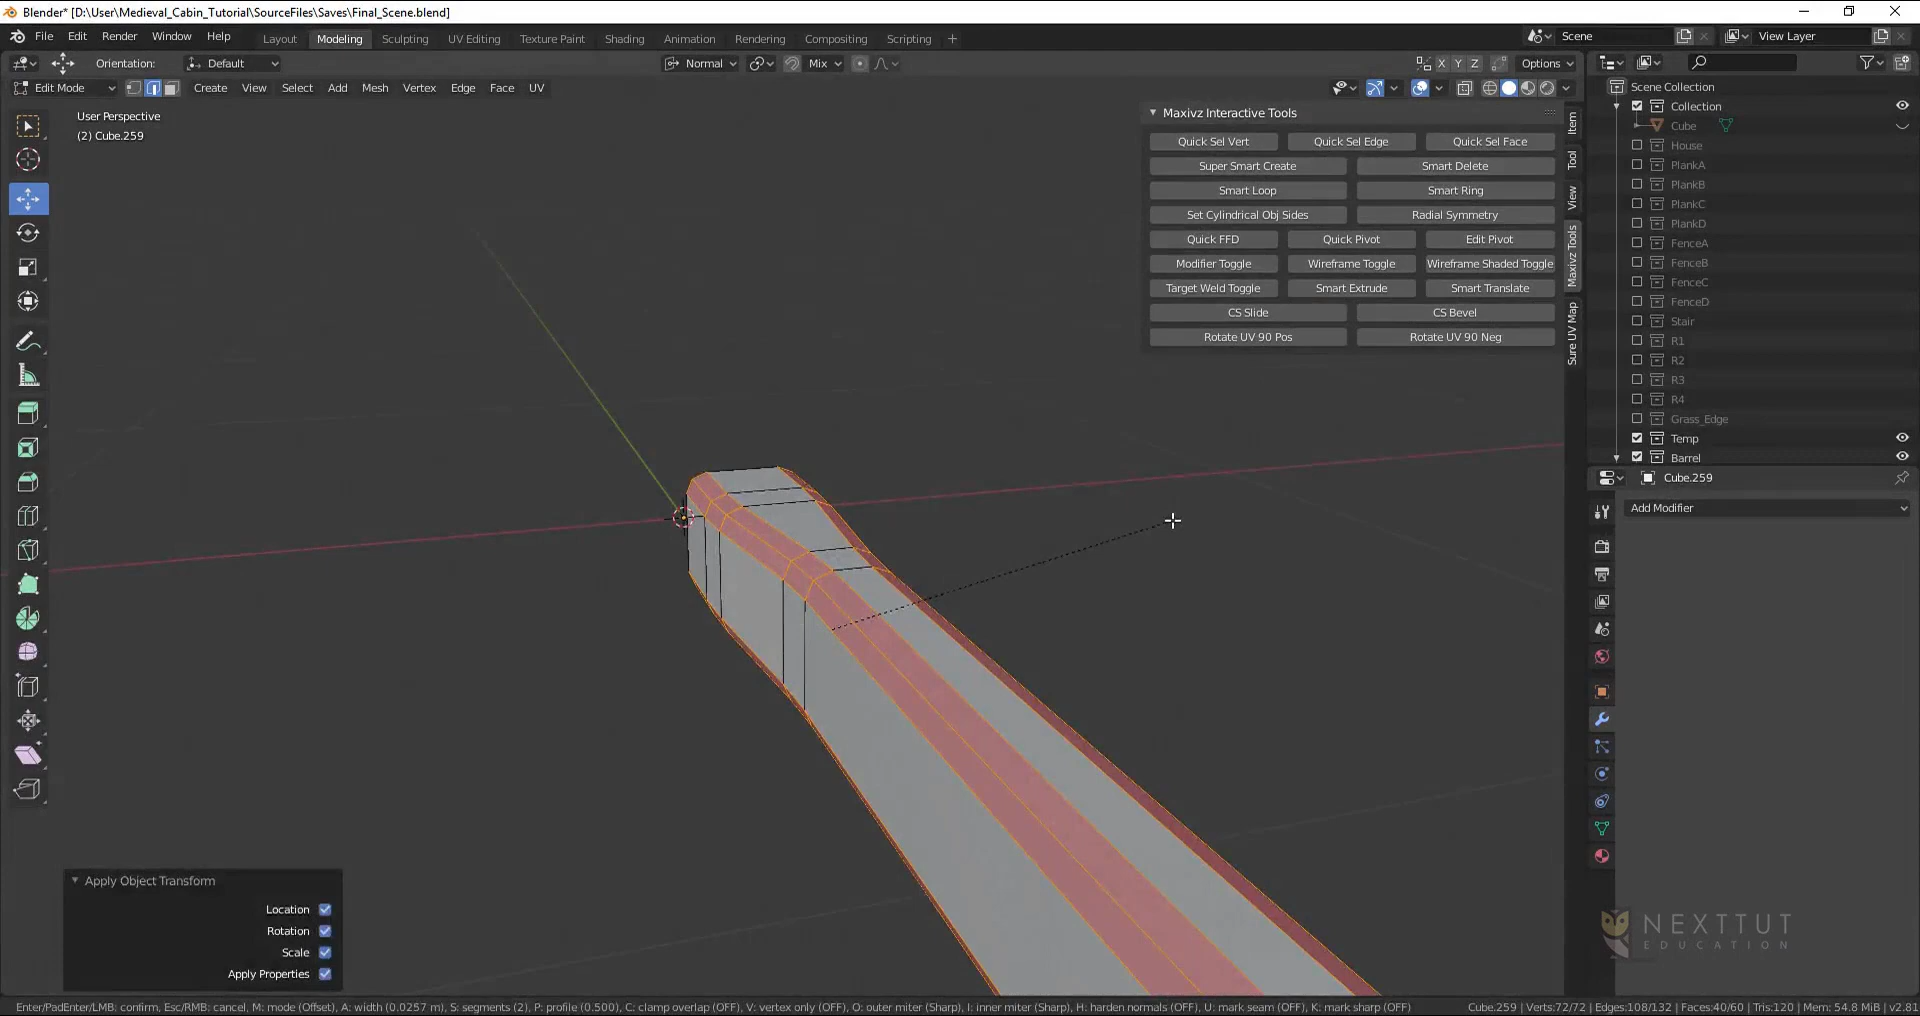 Blender* [D:\User\Medieval_Cabin_Tutorial\SourceFiles\Saves\Final_Scene.blend]
File Edit Render Window Help Layout Modeling Sculpting UV Editing Texture Paint Shading Animation Rendering Compositing Scripting + Scene View Layer
Orientation: Default Normal Mix X Y Z Options
Edit Mode Create View Select Add Mesh Vertex Edge Face UV
User Perspective
(2) Cube.259
Maxivz Interactive Tools
Quick Sel Vert Quick Sel Edge Quick Sel Face
Super Smart Create Smart Delete
Smart Loop Smart Ring
Set Cylindrical Obj Sides Radial Symmetry
Quick FFD Quick Pivot Edit Pivot
Modifier Toggle Wireframe Toggle Wireframe Shaded Toggle
Target Weld Toggle Smart Extrude Smart Translate
CS Slide CS Bevel
Rotate UV 90 Pos Rotate UV 90 Neg
Item
Tool
View
Maxivz Tools
Sure UV Map
Scene Collection
Collection
Cube
House
PlankA
PlankB
PlankC
PlankD
FenceA
FenceB
FenceC
FenceD
Stair
R1
R2
R3
R4
Grass_Edge
Temp
Barrel
Cube.259
Add Modifier
Apply Object Transform
Location
Rotation
Scale
Apply Properties
NEXTTUT
EDUCATION
Enter/PadEnter/LMB: confirm, Esc/RMB: cancel, M: mode (Offset), A: width (0.0257 m), S: segments (2), P: profile (0.500), C: clamp overlap (OFF), V: vertex only (OFF), O: outer miter (Sharp), I: inner miter (Sharp), H: harden normals (OFF), U: mark seam (OFF), K: mark sharp (OFF) Cube.259 | Verts:72/72 | Edges:108/132 | Faces:40/60 | Tris:120 | Mem: 54.8 MiB | v2.81